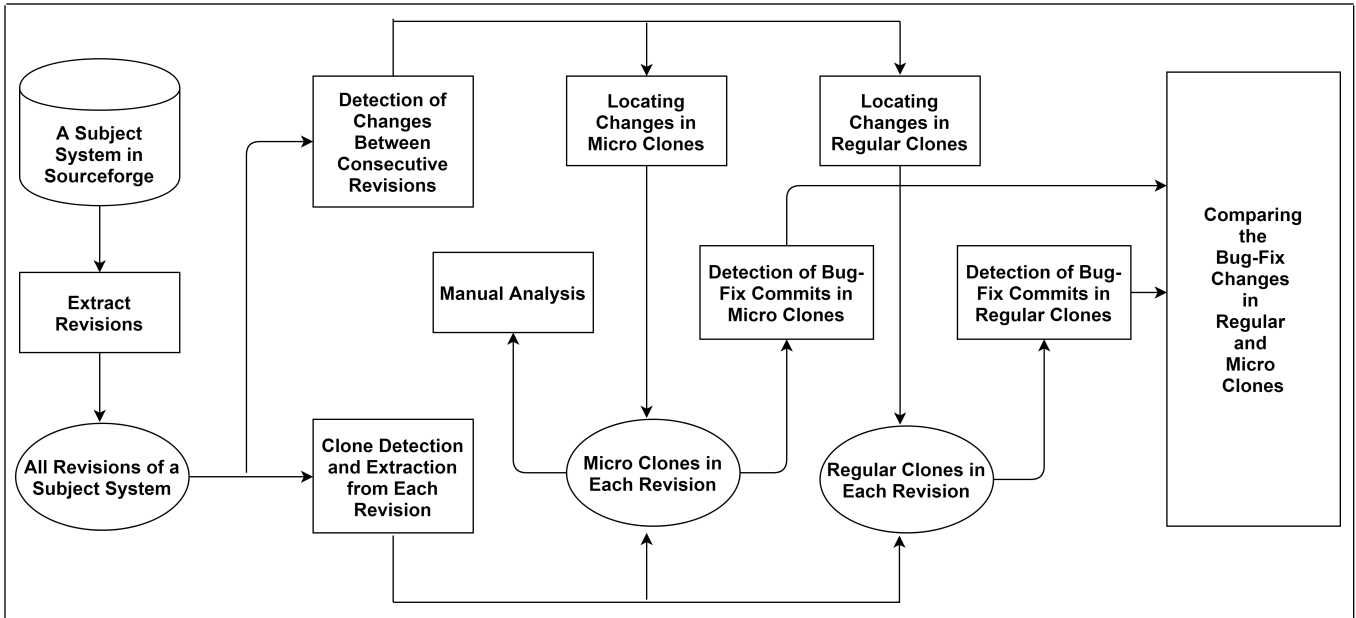 A Subject
System in
Sourceforge
Extract
Revisions
All Revisions of a
Subject System
Detection of
Changes
Between
Consecutive
Revisions
Clone Detection
and Extraction
from Each
Revision
Manual Analysis
Locating
Changes in
Micro Clones
Micro Clones in
Each Revision
Detection of Bug-
Fix Commits in
Micro Clones
Locating
Changes in
Regular Clones
Regular Clones in
Each Revision
Detection of Bug-
Fix Commits in
Regular Clones
Comparing
the
Bug-Fix
Changes
in
Regular
and
Micro
Clones